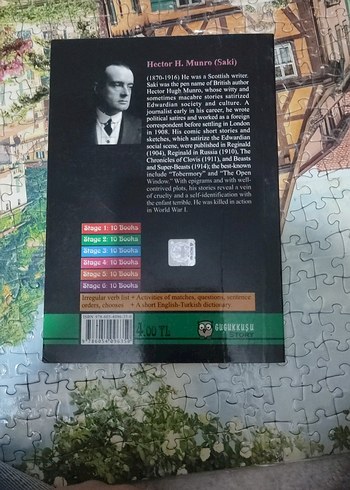 Hector H. Munro (Saki)
(1870-1916) He was a Scottish writer.
Saki was the pen name of British author
Hector Hugh Munro, whose witty and
sometimes macabre stories satirized
Edwardian society and culture. A
journalist early in his career, he wrote
political satires and worked as a foreign
correspondent before settling in London
in 1908. His comic short stories and
sketches, which satirize the Edwardian
social scene, were published in Reginald
(1904), Reginald in Russia (1910), The
Chronicles of Clovis (1911), and Beasts
and Super-Beasts (1914); the best-known
include "Tobermory" and "The Open
Window." With epigrams and with well-
contrived plots, his stories reveal a vein
of cruelty and a self-identification with
the enfant terrible. He was killed in action
in World War I.
Stage 1: 10 Books
Stage 2: 10 Books
Stage 3: 10 Books
Stage 4: 10 Books
Stage 5: 10 Books
Stage 6: 10 Books
irregular verb list • Activities of matches, questions, sentence
orders, chooses • A short English-Turkish dictionary.
4.00 TL
GUGUKKUŞU